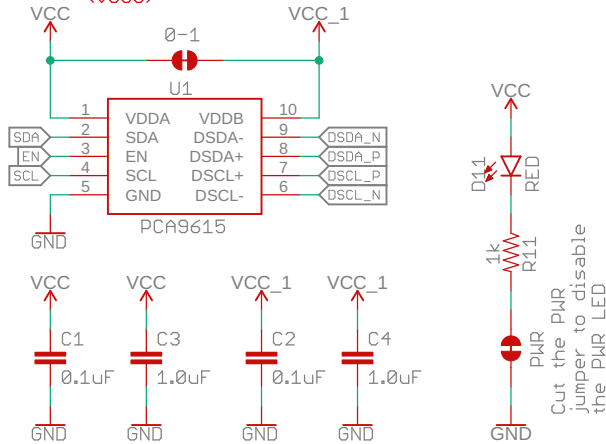 VCC
VCC_1
0-1
U1
1 VDDA VDDB 10
SDA 2 SDA DSDA- 9 DSDA_N
EN 3 EN DSDA+ 8 DSDA_P
SCL 4 SCL DSCL+ 7 DSCL_P
5 GND DSCL- 6 DSCL_N
PCA9615
GND
VCC
D11
RED
1k
R11
PWR
Cut the PWR
jumper to disable
the PWR LED
GND
VCC VCC VCC_1 VCC_1
C1 C3 C2 C4
0.1uF 1.0uF 0.1uF 1.0uF
GND GND GND GND